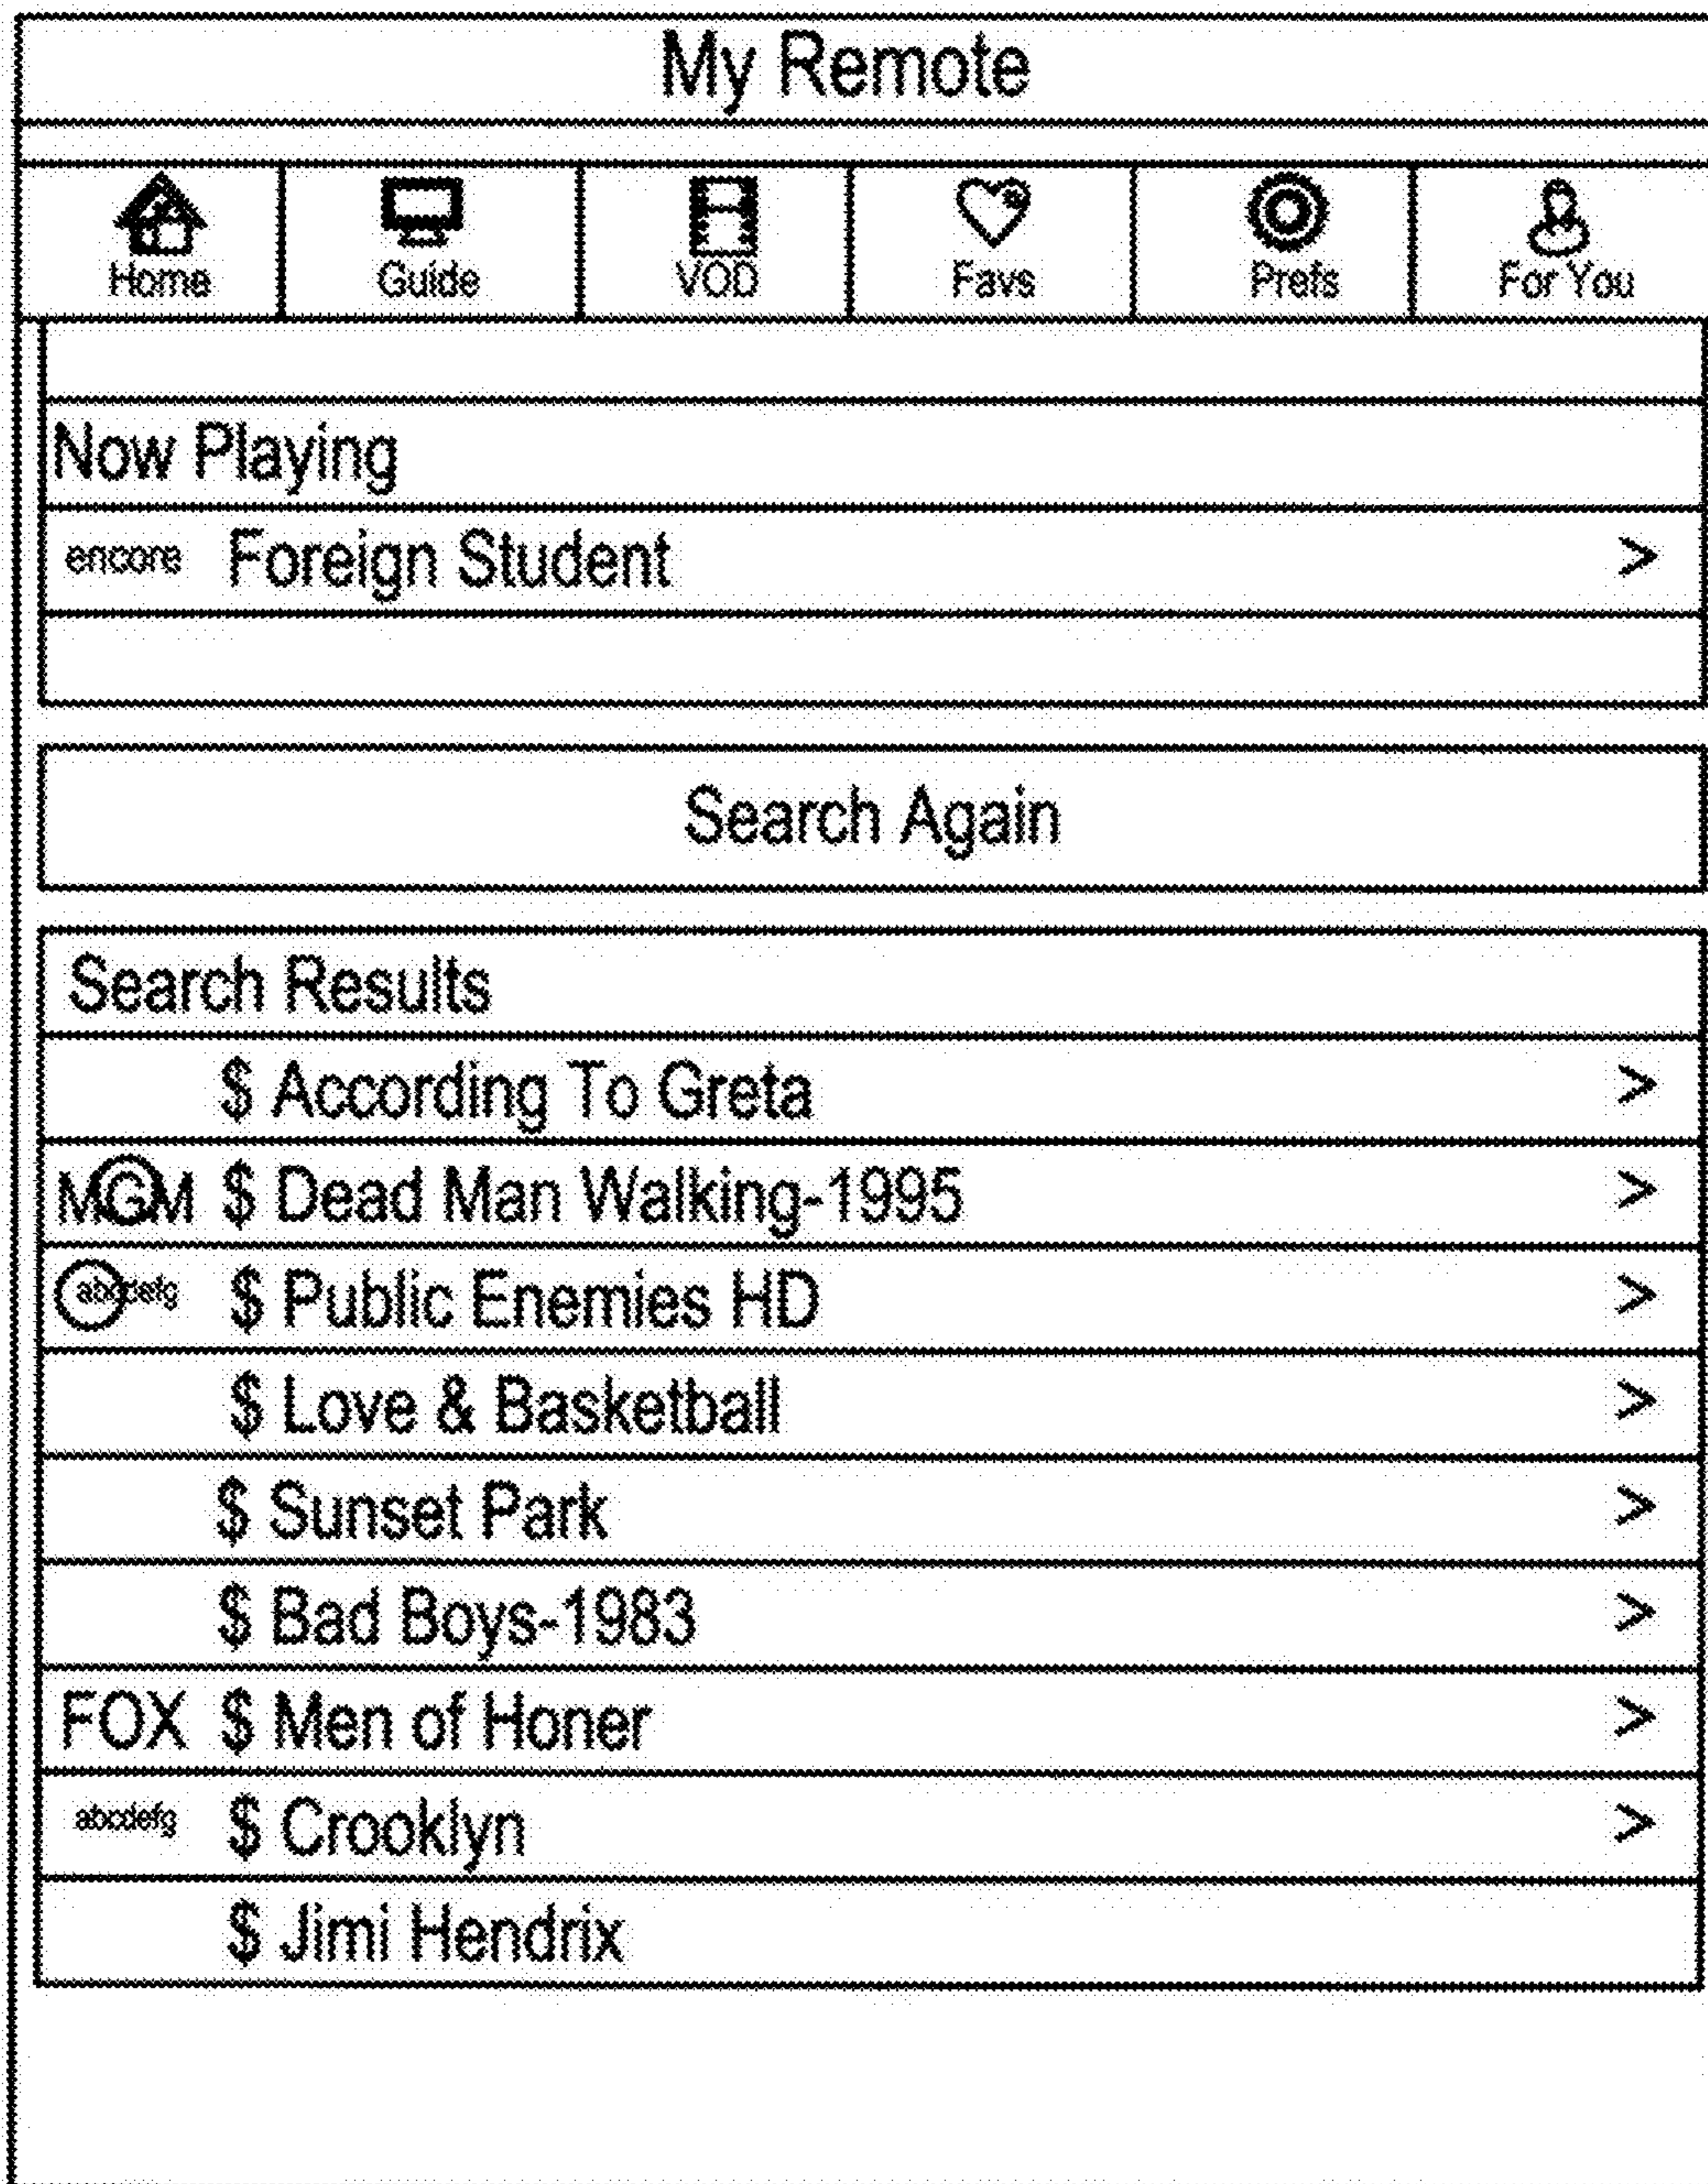 My Remote
Home Guide VOD Favs Prefs For You
Now Playing
encore Foreign Student >
Search Again
Search Results
$ According To Greta >
MGM $ Dead Man Walking-1995 >
abcdefg $ Public Enemies HD >
$ Love & Basketball >
$ Sunset Park >
$ Bad Boys-1983 >
FOX $ Men of Honer >
abcdefg $ Crooklyn >
$ Jimi Hendrix